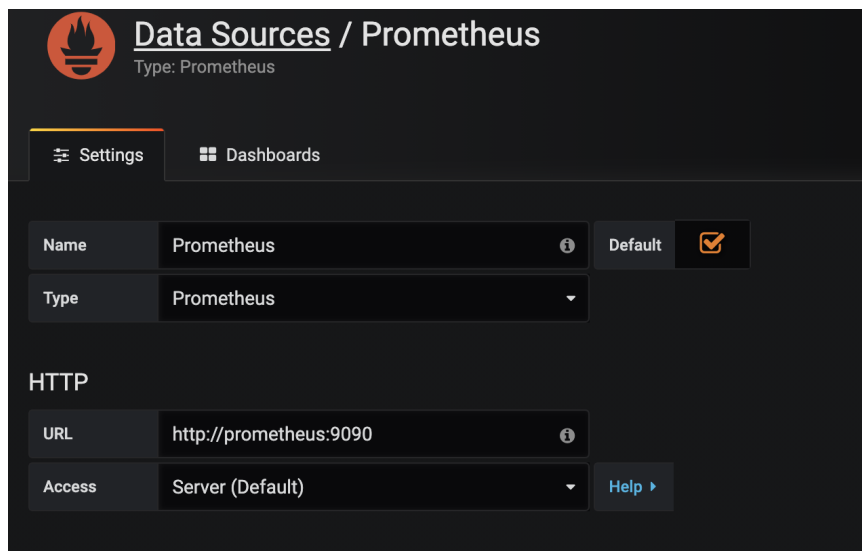 Data Sources / Prometheus
Type: Prometheus
Settings Dashboards
Name Prometheus Default
Type Prometheus
HTTP
URL http://prometheus:9090
Access Server (Default) Help